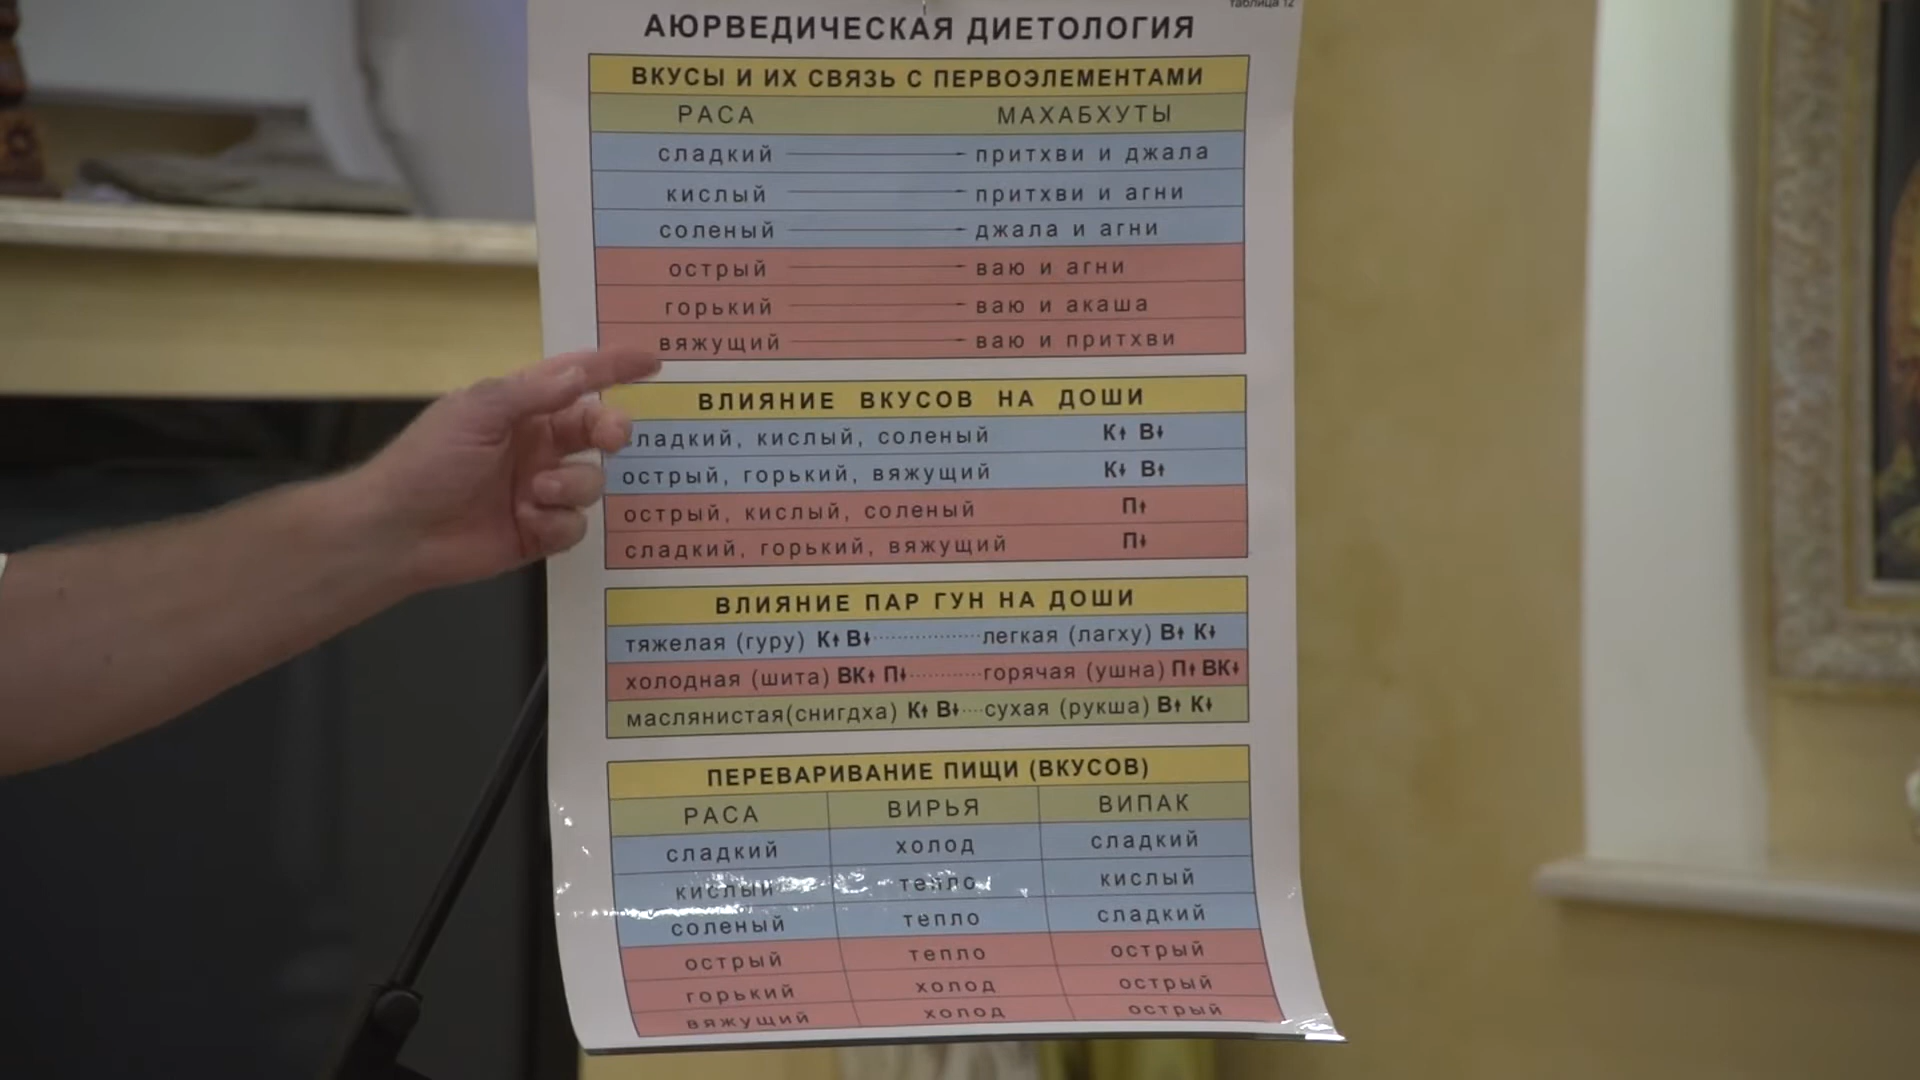 таблица 12
АЮРВЕДИЧЕСКАЯ ДИЕТОЛОГИЯ
ВКУСЫ И ИХ СВЯЗЬ С ПЕРВОЭЛЕМЕНТАМИ
РАСА МАХАБХУТЫ
сладкий притхви и джала
кислый притхви и агни
соленый джала и агни
острый ваю и агни
горький ваю и акаша
вяжущий ваю и притхви
ВЛИЯНИЕ ВКУСОВ НА ДОШИ
сладкий, кислый, соленый К↑ В↓
острый, горький, вяжущий К↓ В↑
острый, кислый, соленый П↑
сладкий, горький, вяжущий П↓
ВЛИЯНИЕ ПАР ГУН НА ДОШИ
тяжелая (гуру) К↑ В↓ легкая (лагху) В↑ К↓
холодная (шита) ВК↑ П↓ горячая (ушна) П↑ ВК↓
маслянистая(снигдха) К↑ В↓ сухая (рукша) В↑ К↓
ПЕРЕВАРИВАНИЕ ПИЩИ (ВКУСОВ)
РАСА ВИРЬЯ ВИПАК
сладкий холод сладкий
кислый тепло кислый
соленый тепло сладкий
острый тепло острый
горький холод острый
вяжущий холод острый